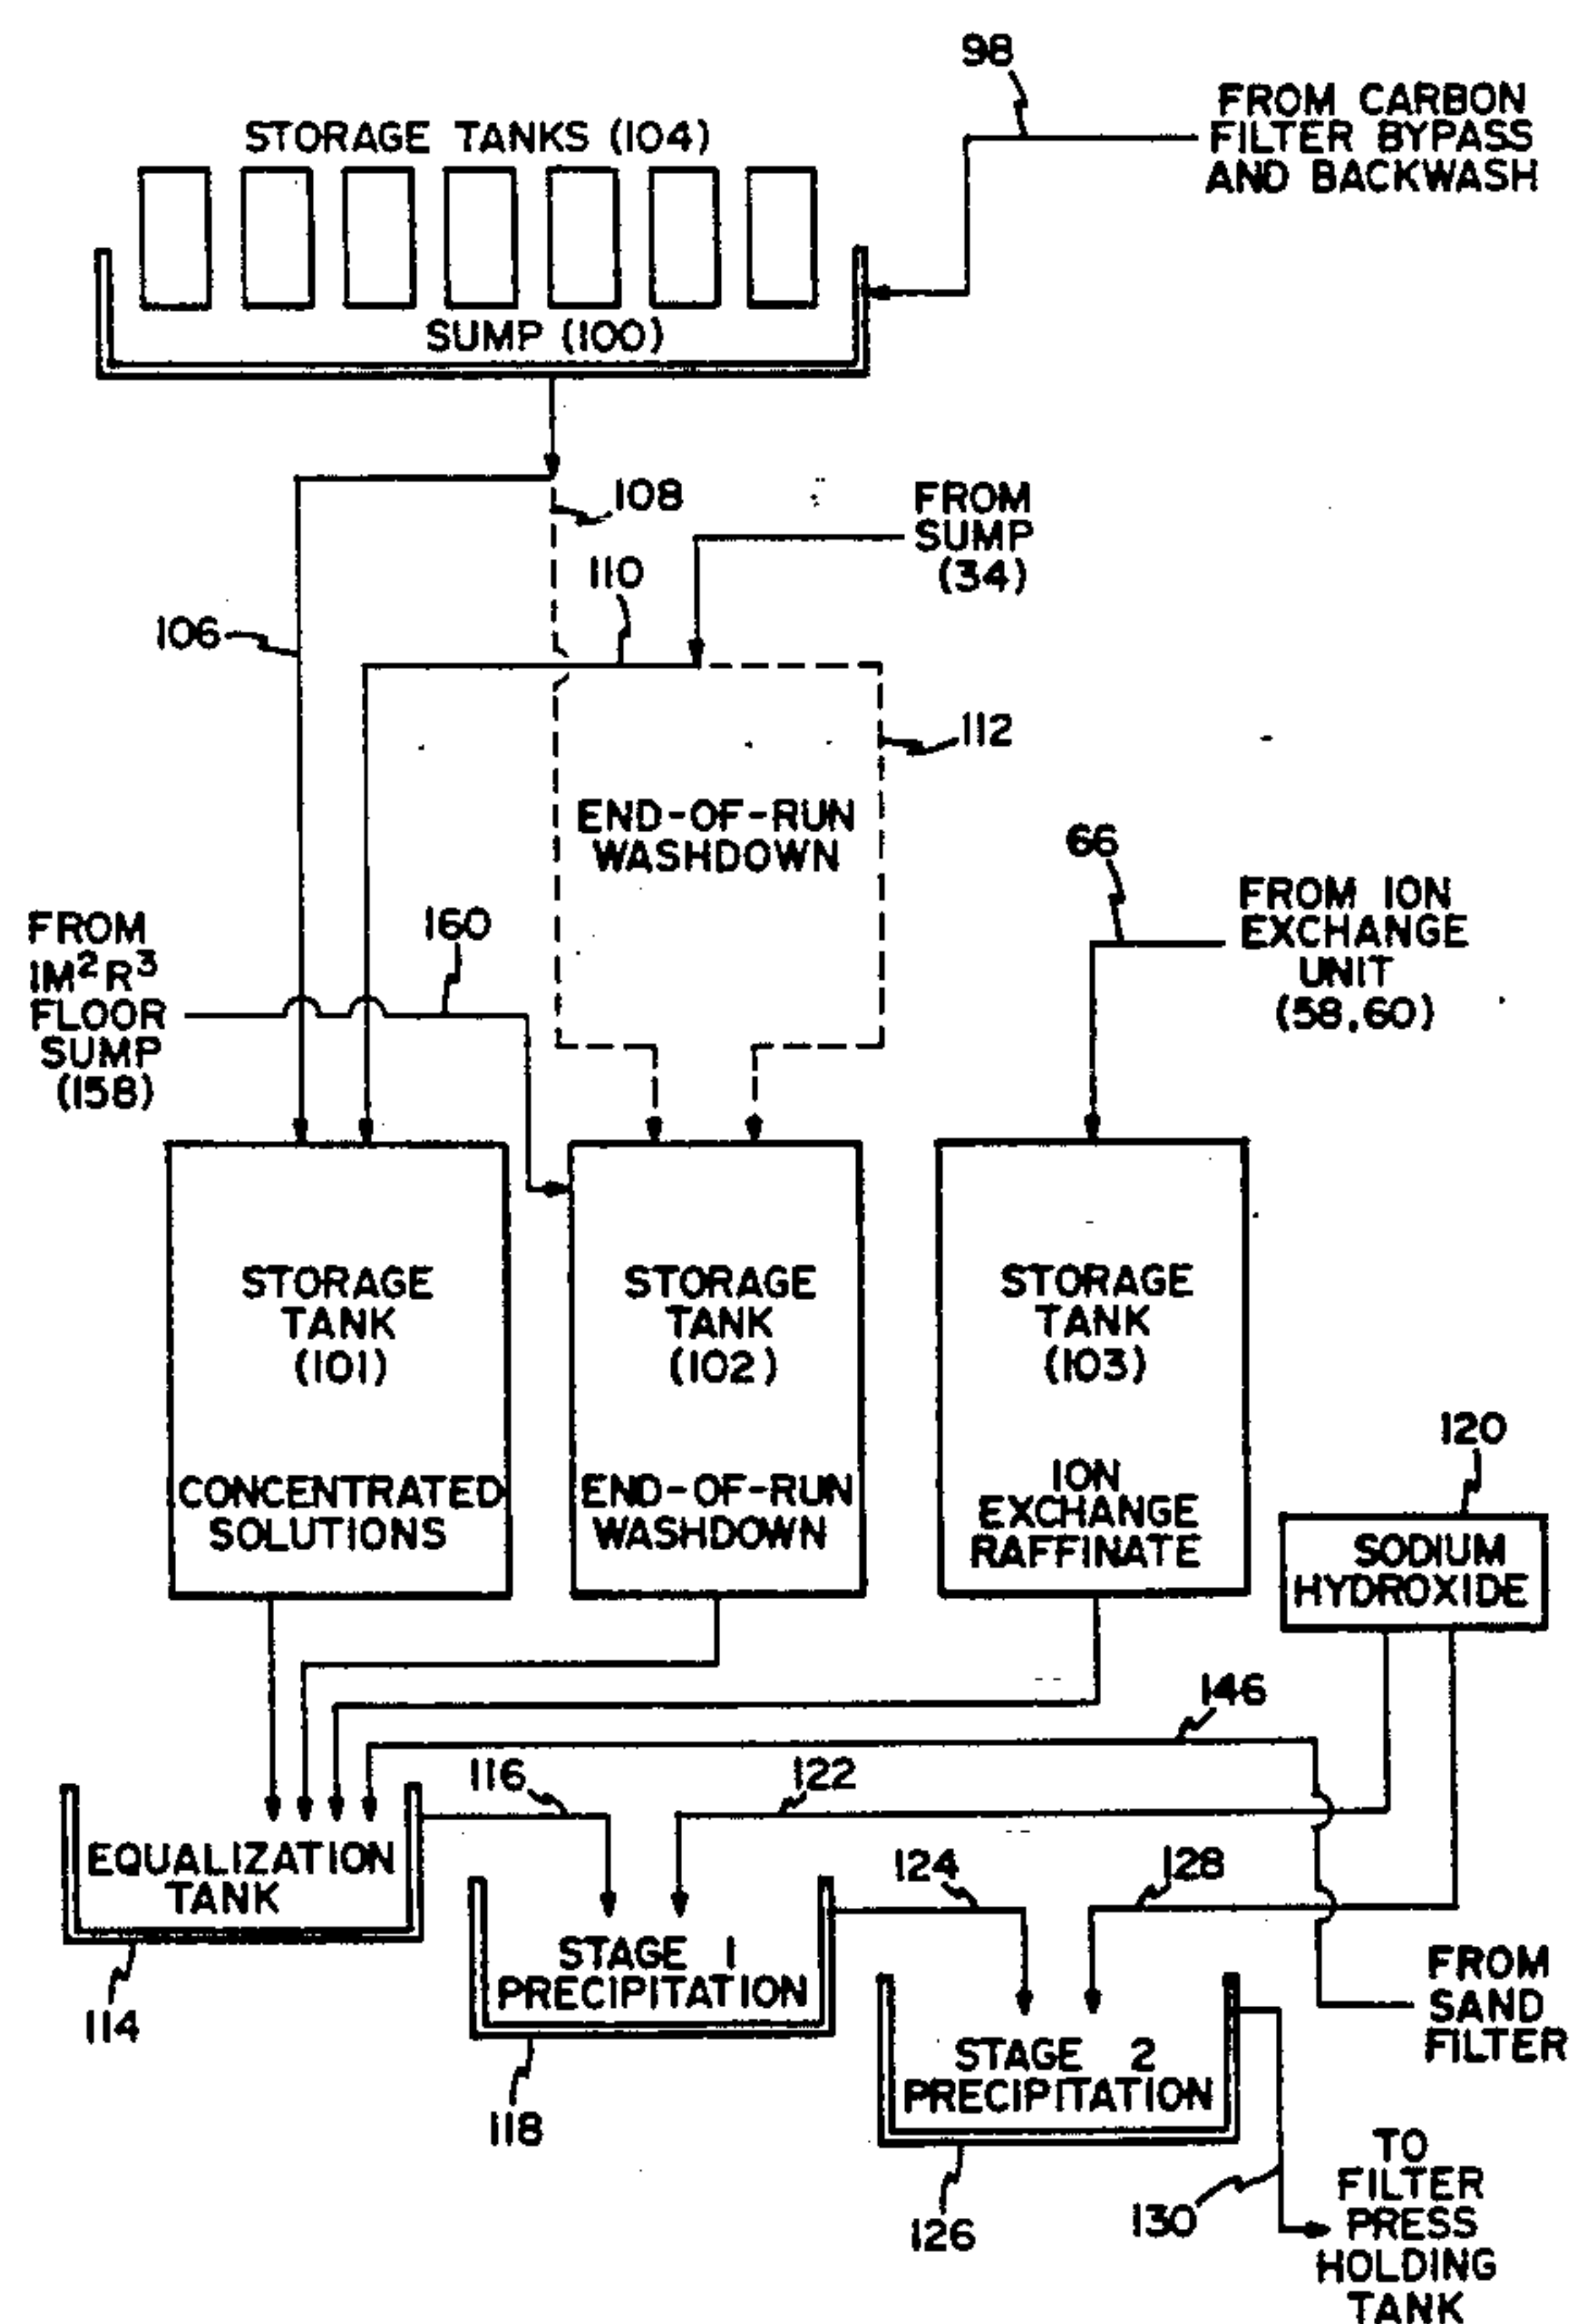 98
FROM CARBON
FILTER BYPASS
AND BACKWASH
STORAGE TANKS (104)
SUMP (100)
108
FROM
SUMP
(34)
110
106
112
END-OF-RUN
WASHDOWN
66
FROM ION
EXCHANGE
UNIT
(58,60)
160
FROM
IM²R³
FLOOR
SUMP
(158)
STORAGE
TANK
(101)
CONCENTRATED
SOLUTIONS
STORAGE
TANK
(102)
END-OF-RUN
WASHDOWN
STORAGE
TANK
(103)
ION
EXCHANGE
RAFFINATE
120
SODIUM
HYDROXIDE
146
116
122
EQUALIZATION
TANK
114
124
128
STAGE 1
PRECIPITATION
118
FROM
SAND
FILTER
STAGE 2
PRECIPITATION
126
130
TO
FILTER
PRESS
HOLDING
TANK